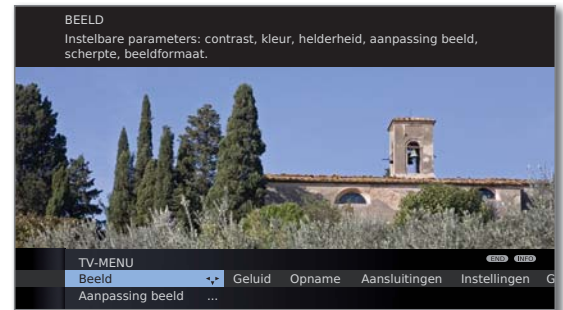 BEELD
Instelbare parameters: contrast, kleur, helderheid, aanpassing beeld,
scherpte, beeldformaat.
TV-MENU END INFO
Beeld Geluid Opname Aansluitingen Instellingen G
Aanpassing beeld ...